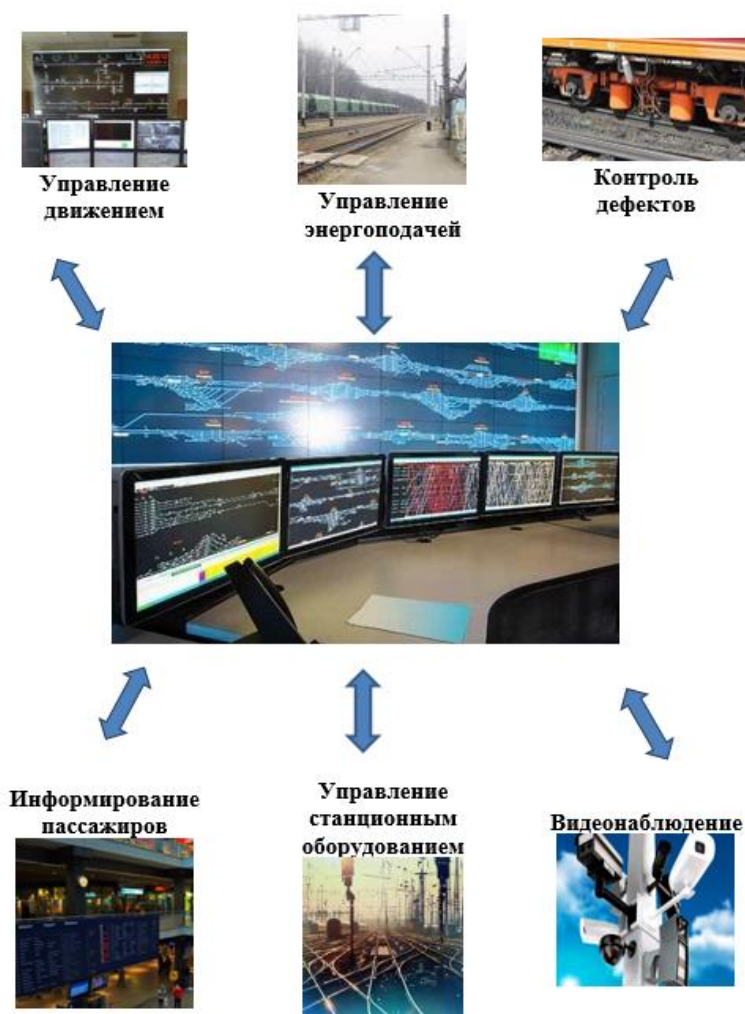 Управление
движением
Управление
энергоподачей
Контроль
дефектов
Информирование
пассажиров
Управление
станционным
оборудованием
Видеонаблюдение